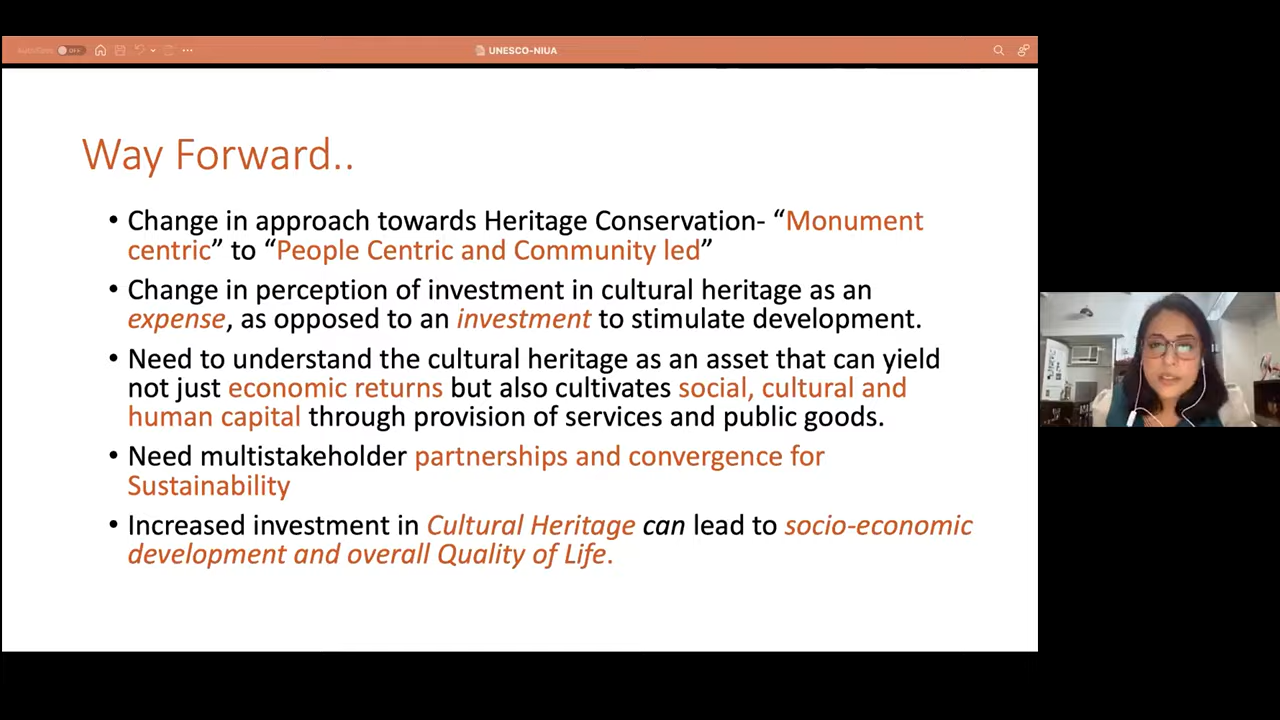 AutoSave OFF
UNESCO-NIUA
Way Forward..
• Change in approach towards Heritage Conservation- “Monument
centric” to “People Centric and Community led”
• Change in perception of investment in cultural heritage as an
expense, as opposed to an investment to stimulate development.
• Need to understand the cultural heritage as an asset that can yield
not just economic returns but also cultivates social, cultural and
human capital through provision of services and public goods.
• Need multistakeholder partnerships and convergence for
Sustainability
• Increased investment in Cultural Heritage can lead to socio-economic
development and overall Quality of Life.